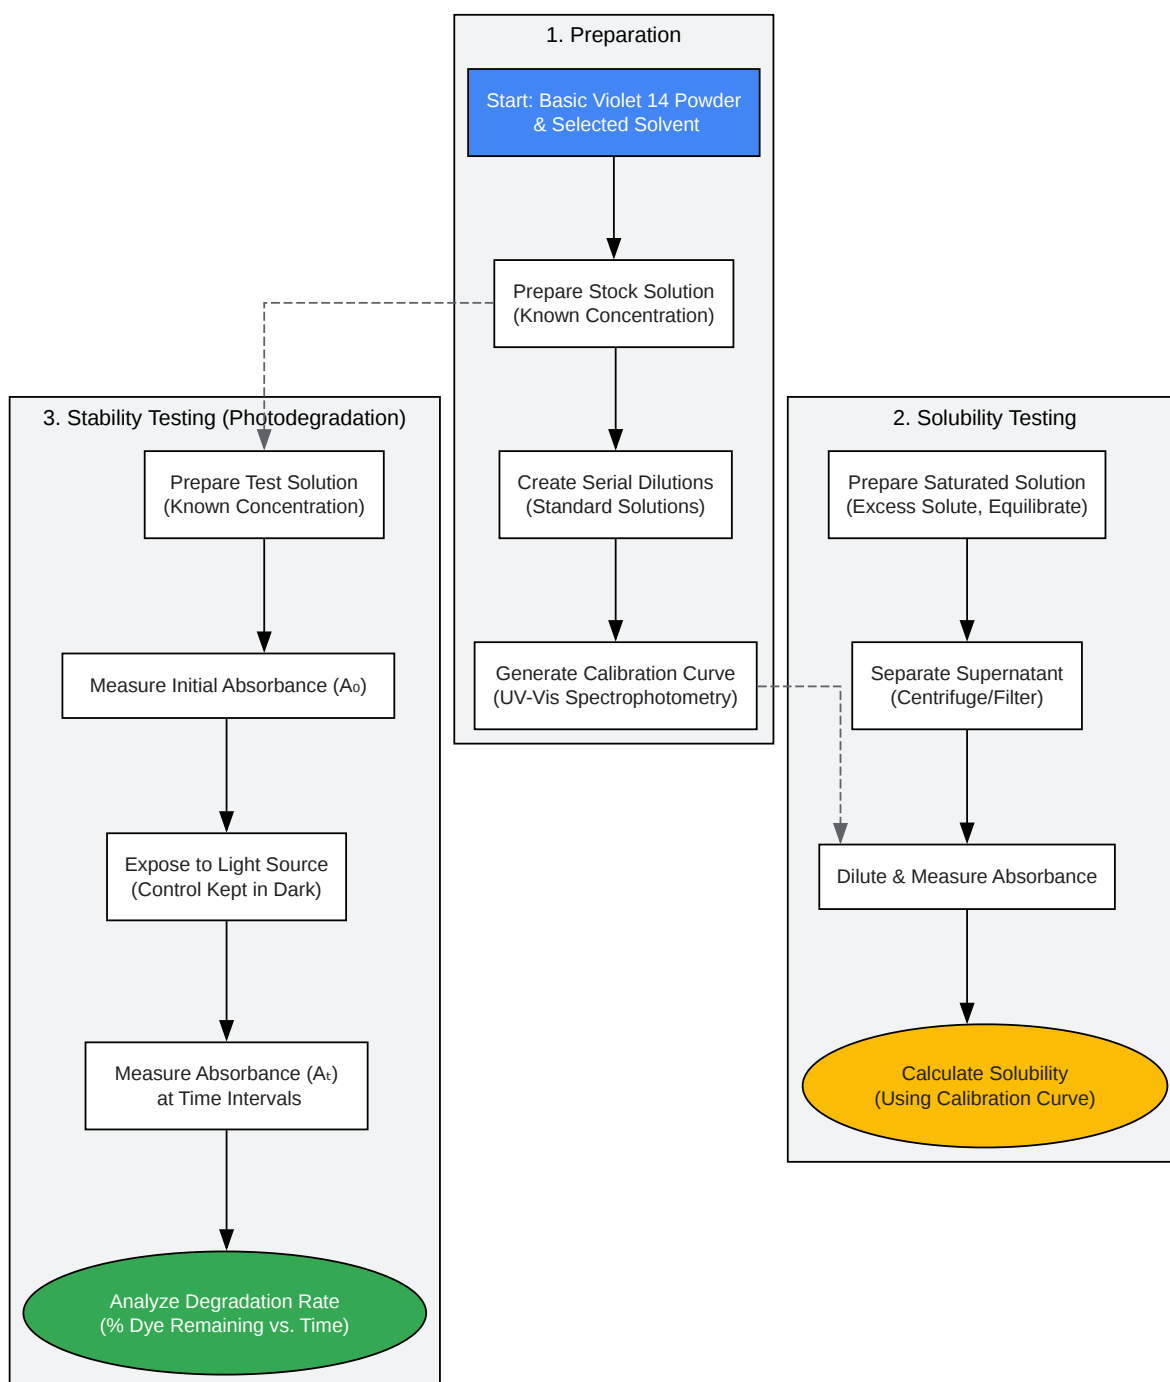 1. Preparation
Start: Basic Violet 14 Powder
& Selected Solvent
Prepare Stock Solution
(Known Concentration)
Create Serial Dilutions
(Standard Solutions)
Generate Calibration Curve
(UV-Vis Spectrophotometry)
3. Stability Testing (Photodegradation)
Prepare Test Solution
(Known Concentration)
Measure Initial Absorbance (A₀)
Expose to Light Source
(Control Kept in Dark)
Measure Absorbance (Aₜ)
at Time Intervals
Analyze Degradation Rate
(% Dye Remaining vs. Time)
2. Solubility Testing
Prepare Saturated Solution
(Excess Solute, Equilibrate)
Separate Supernatant
(Centrifuge/Filter)
Dilute & Measure Absorbance
Calculate Solubility
(Using Calibration Curve)